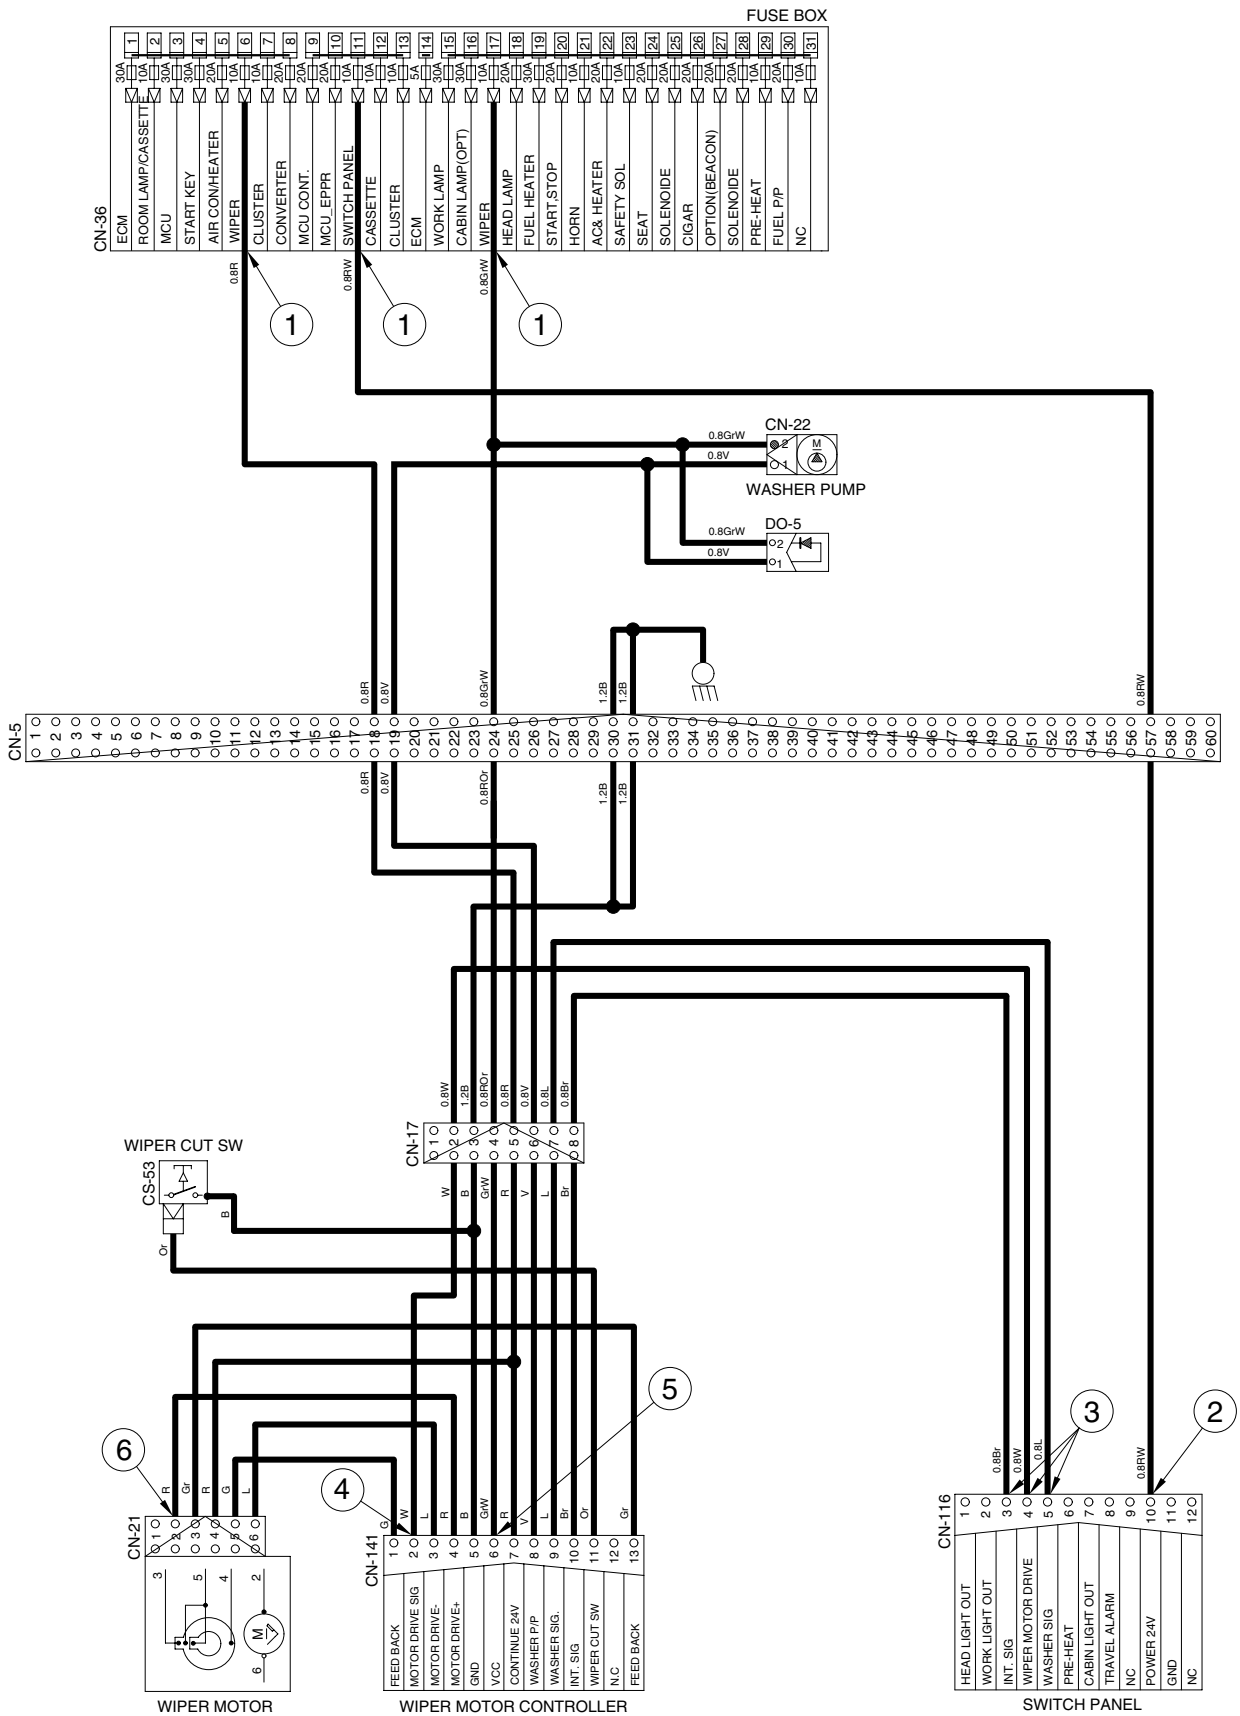 FUSE BOX
1 2 3 4 5 6 7 8 9 10 11 12 13 14 15 16 17 18 19 20 21 22 23 24 25 26 27 28 29 30 31
30A 10A 30A 30A 20A 10A 10A 20A 20A 20A 10A 10A 10A 5A 30A 10A 30A 10A 20A 30A 10A 10A 10A 10A 20A 20A 10A 20A 20A 10A 20A 10A
CN-36
ECM
ROOM LAMP/CASSETTE
MCU
START KEY
AIR CON/HEATER
WIPER
CLUSTER
CONVERTER
MCU CONT.
MCU_EPPR
SWITCH PANEL
CASSETTE
CLUSTER
ECM
WORK LAMP
CABIN LAMP(OPT)
WIPER
HEAD LAMP
FUEL HEATER
START,STOP
HORN
AC& HEATER
SAFETY SOL
SEAT
SOLENOIDE
CIGAR
OPTION(BEACON)
SOLENOIDE
PRE-HEAT
FUEL P/P
NC
0.8R 0.8RW 0.8GrW
1 1 1
CN-22
0.8GrW 2 M
0.8V 1
WASHER PUMP
DO-5
0.8GrW 2
0.8V 1
0.8R 0.8V 0.8GrW 1.2B 1.2B 0.8RW
CN-5
1 2 3 4 5 6 7 8 9 10 11 12 13 14 15 16 17 18 19 20 21 22 23 24 25 26 27 28 29 30 31 32 33 34 35 36 37 38 39 40 41 42 43 44 45 46 47 48 49 50 51 52 53 54 55 56 57 58 59 60
0.8R 0.8V 0.8ROr 1.2B 1.2B
0.8W 1.2B 0.8ROr 0.8R 0.8V 0.8L 0.8Br
CN-17
1 2 3 4 5 6 7 8
W B GrW R V L Br
WIPER CUT SW
CS-53
B
Or
5
6
4
3
2
R Gr R G L
CN-21
1 2 3 4 5 6
3 5 4 2
M
6
WIPER MOTOR
G W L R B GrW R V L Br Or Gr
CN-141
1 2 3 4 5 6 7 8 9 10 11 12 13
FEED BACK
MOTOR DRIVE SIG
MOTOR DRIVE-
MOTOR DRIVE+
GND
VCC
CONTINUE 24V
WASHER P/P
WASHER SIG.
INT. SIG
WIPER CUT SW
N.C
FEED BACK
WIPER MOTOR CONTROLLER
0.8Br 0.8W 0.8L 0.8RW
CN-116
1 2 3 4 5 6 7 8 9 10 11 12
HEAD LIGHT OUT
WORK LIGHT OUT
INT. SIG
WIPER MOTOR DRIVE
WASHER SIG
PRE-HEAT
CABIN LIGHT OUT
TRAVEL ALARM
NC
POWER 24V
GND
NC
SWITCH PANEL